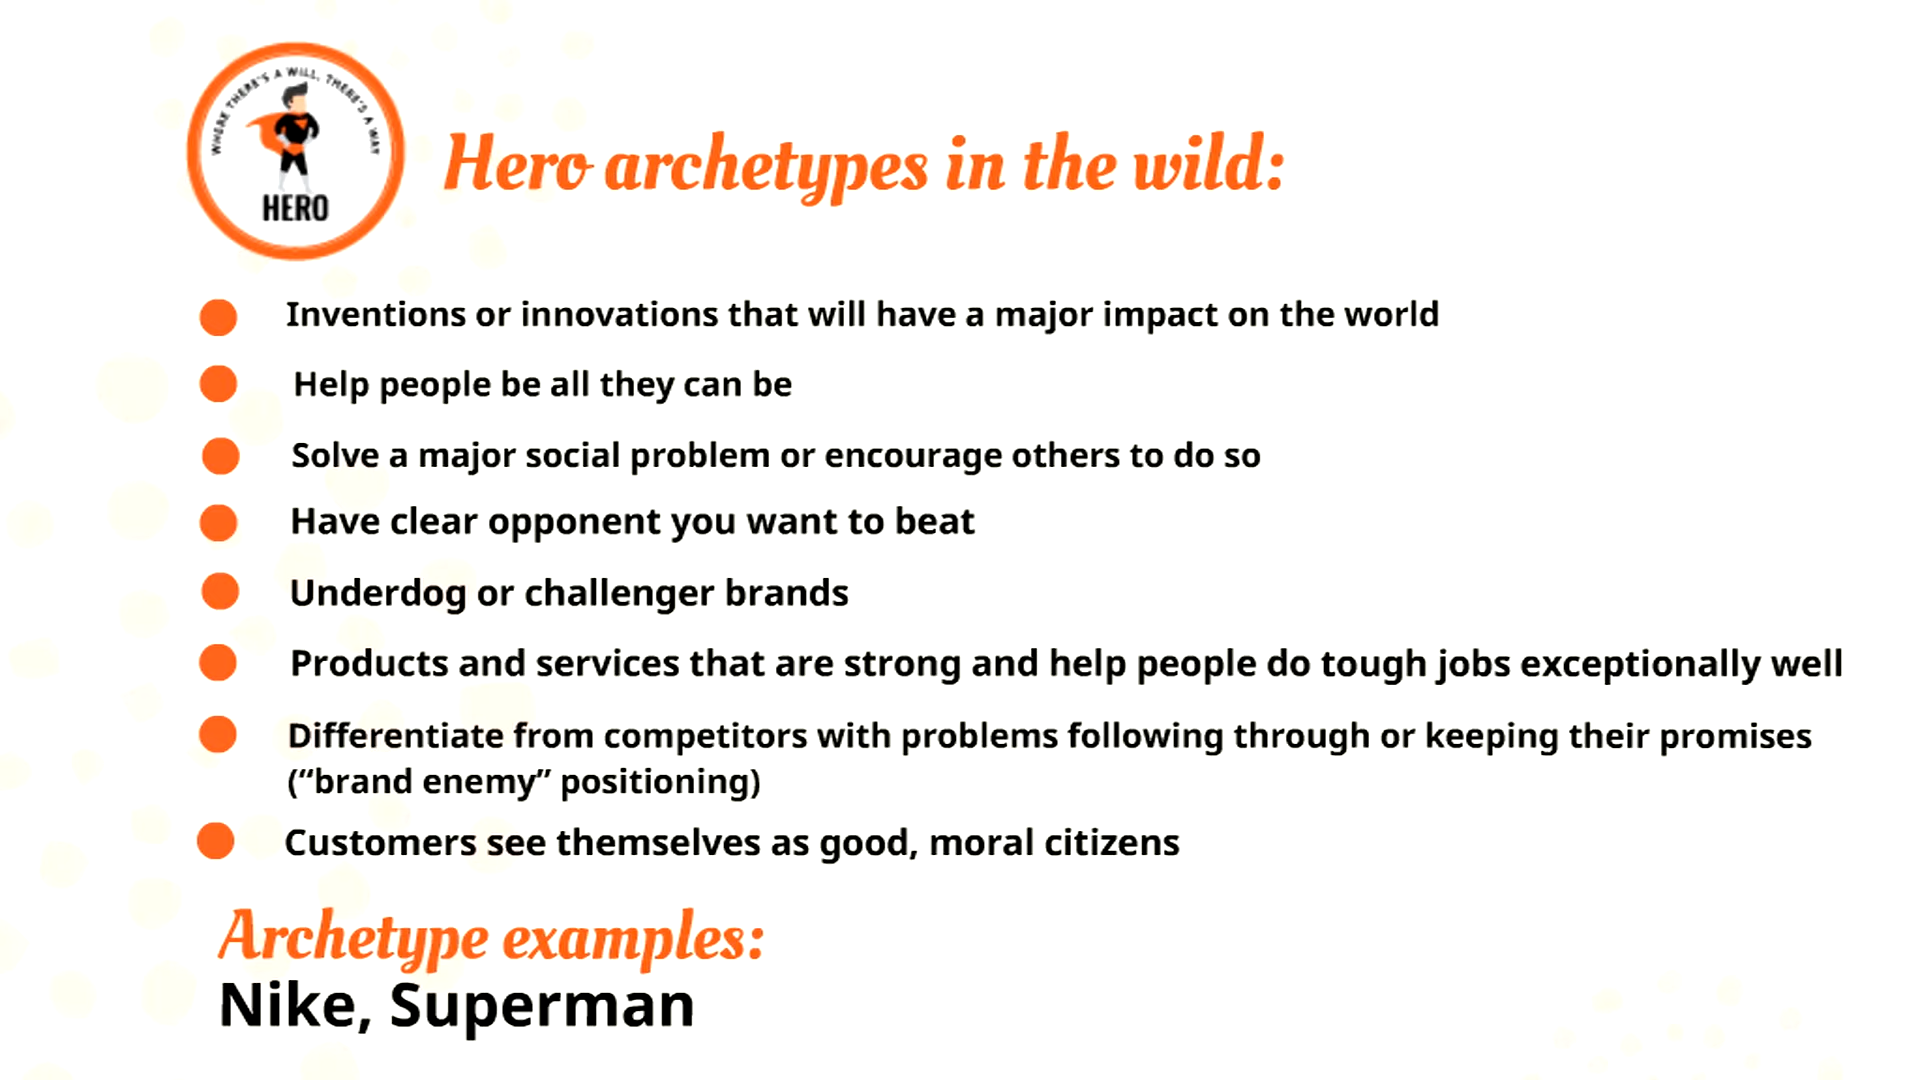 WHERE THERE'S A WILL, THERE'S A WAY
HERO
Hero archetypes in the wild:
Inventions or innovations that will have a major impact on the world
Help people be all they can be
Solve a major social problem or encourage others to do so
Have clear opponent you want to beat
Underdog or challenger brands
Products and services that are strong and help people do tough jobs exceptionally well
Differentiate from competitors with problems following through or keeping their promises
(“brand enemy” positioning)
Customers see themselves as good, moral citizens
Archetype examples:
Nike, Superman